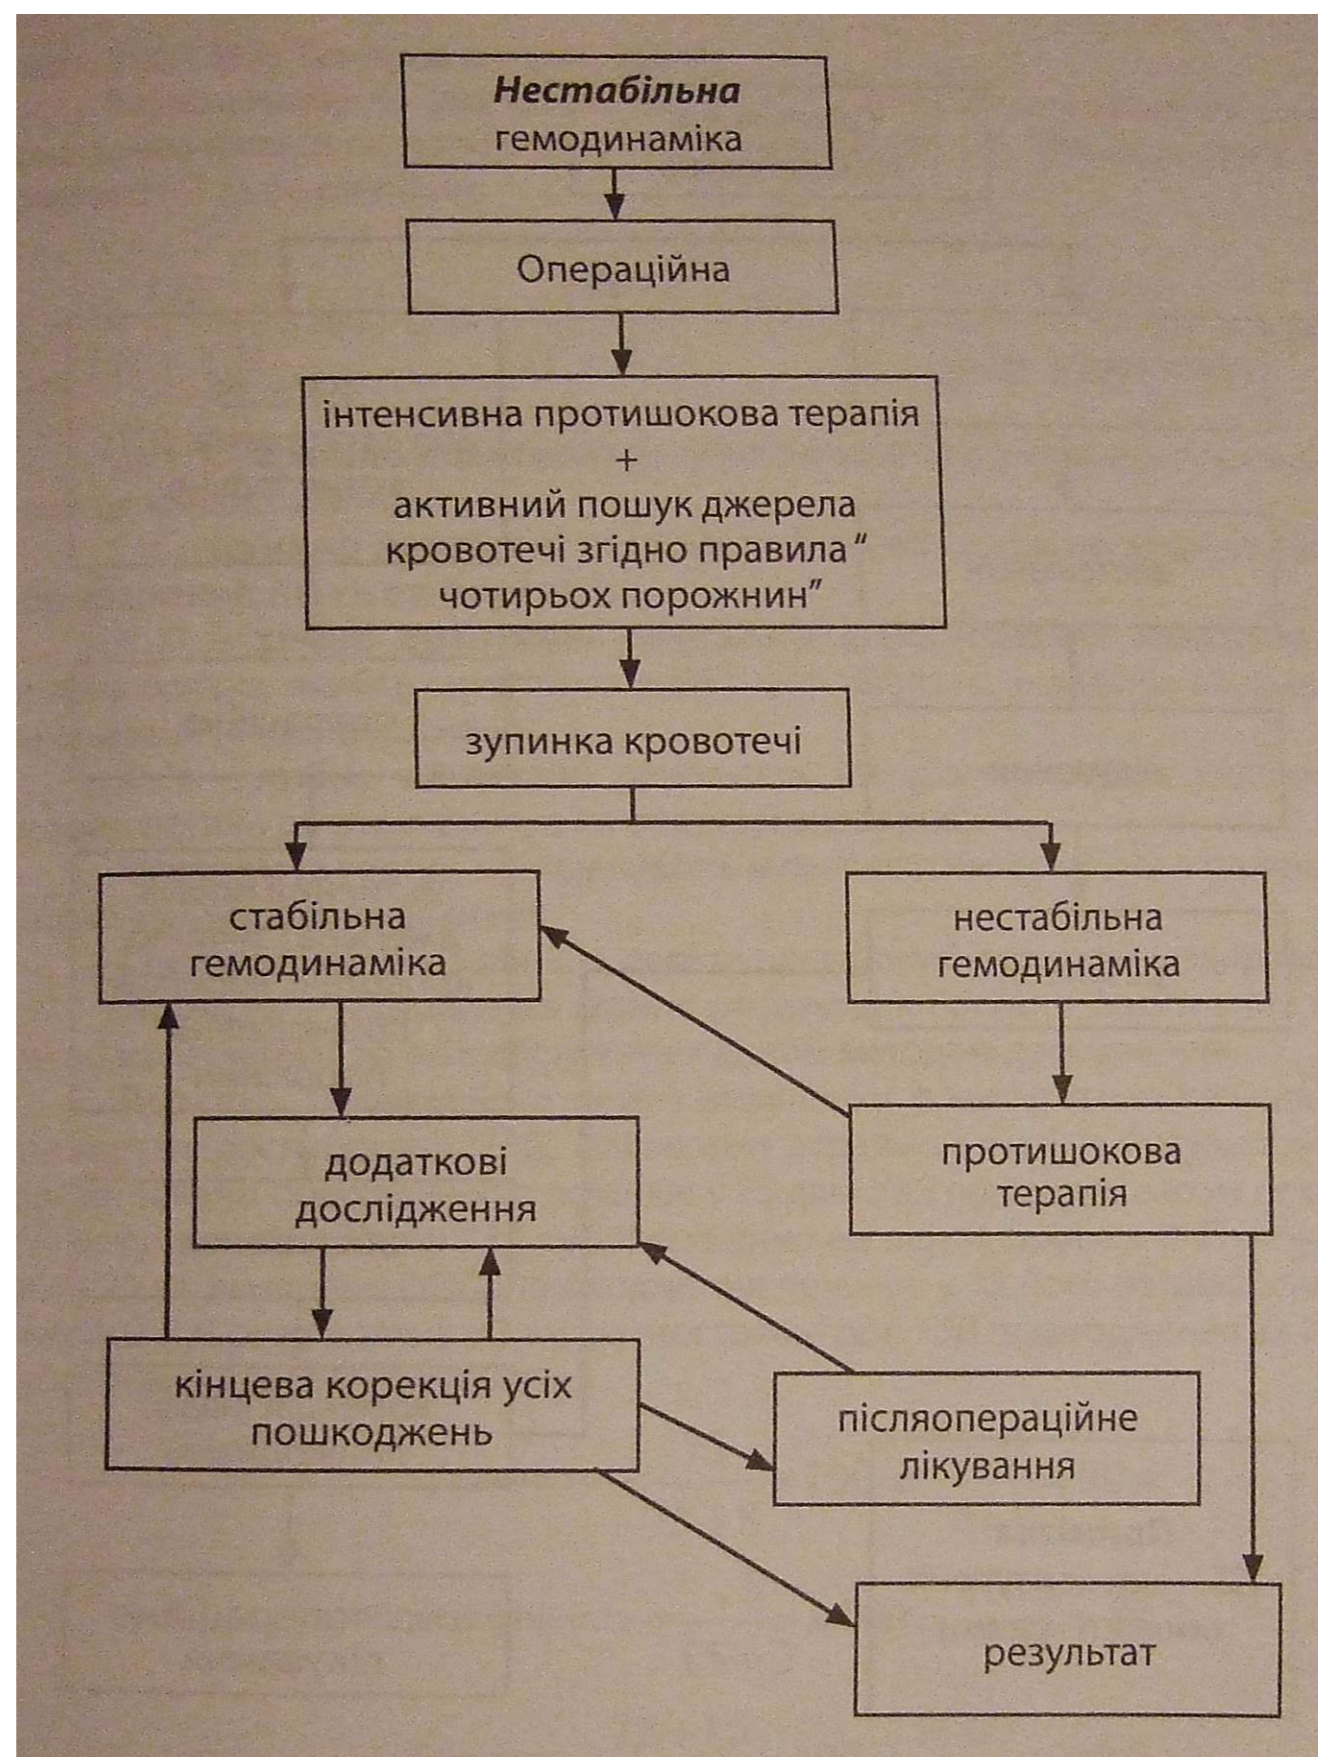 Нестабільна
гемодинаміка
Операційна
інтенсивна протишокова терапія
+
активний пошук джерела
кровотечі згідно правила “
чотирьох порожнин”
зупинка кровотечі
стабільна
гемодинаміка
нестабільна
гемодинаміка
додаткові
дослідження
протишокова
терапія
кінцева корекція усіх
пошкоджень
післяопераційне
лікування
результат